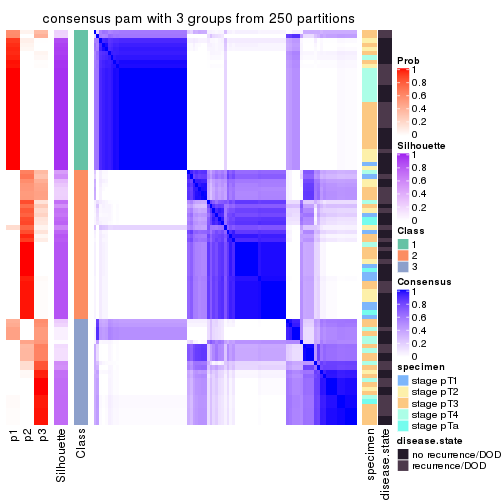 consensus pam with 3 groups from 250 partitions
Prob
1
0.8
0.6
0.4
0.2
0
Silhouette
1
0.8
0.6
0.4
0.2
0
Class
1
2
3
Consensus
1
0.8
0.6
0.4
0.2
0
specimen
stage pT1
stage pT2
stage pT3
stage pT4
stage pTa
disease.state
no recurrence/DOD
recurrence/DOD
p1
p2
p3
Silhouette
Class
specimen
disease.state